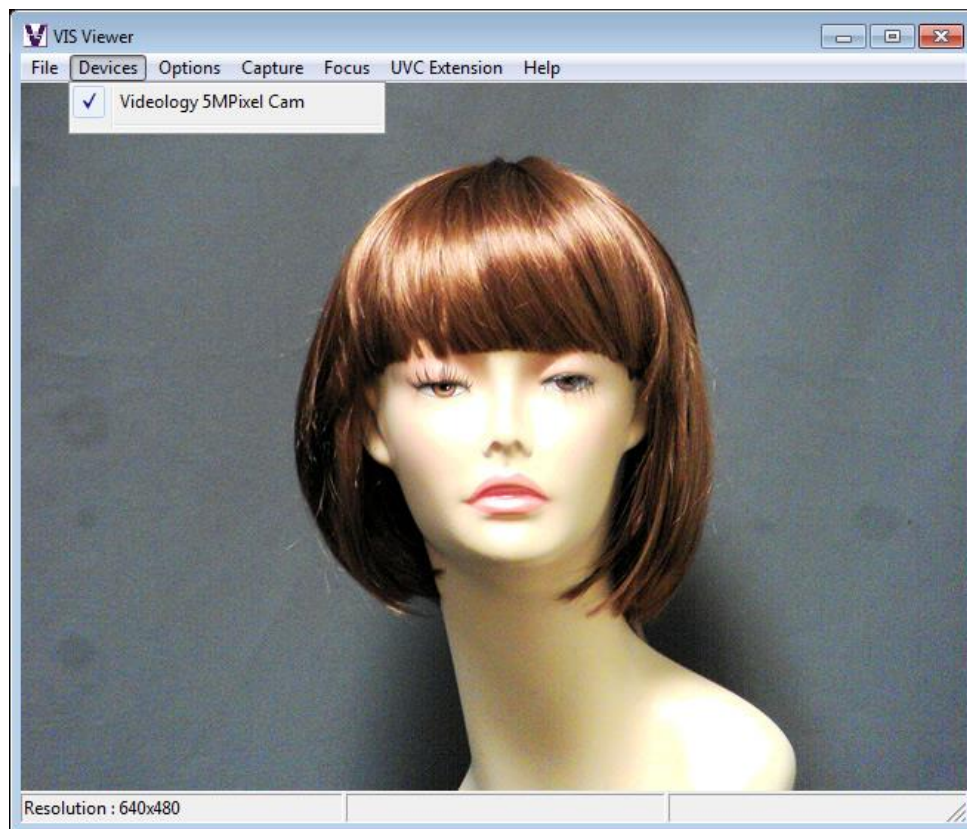 VIS Viewer
File Devices Options Capture Focus UVC Extension Help
Videology 5MPixel Cam
Resolution : 640x480